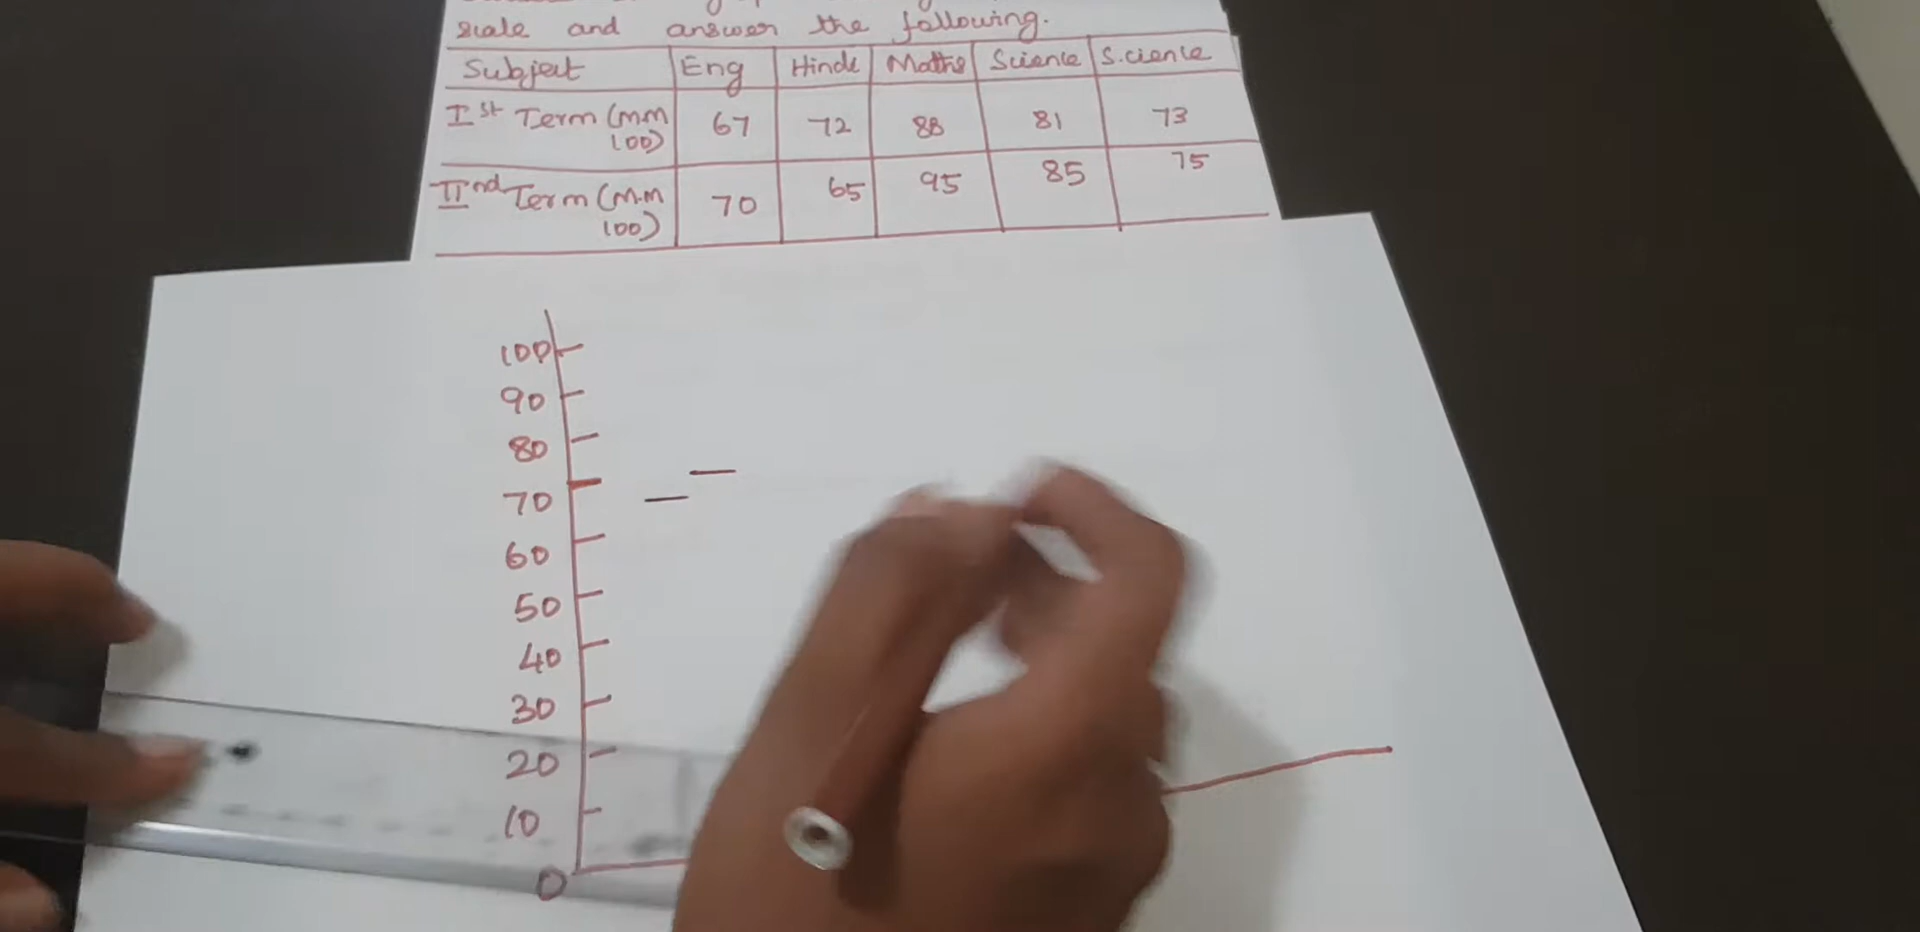 scale and answer the following.
Subject Eng Hindi Maths Science S.cience
Ist Term (mm 100) 67 72 88 81 73
IInd Term (M.M 100) 70 65 95 85 75
100
90
80
70
60
50
40
30
20
10
0